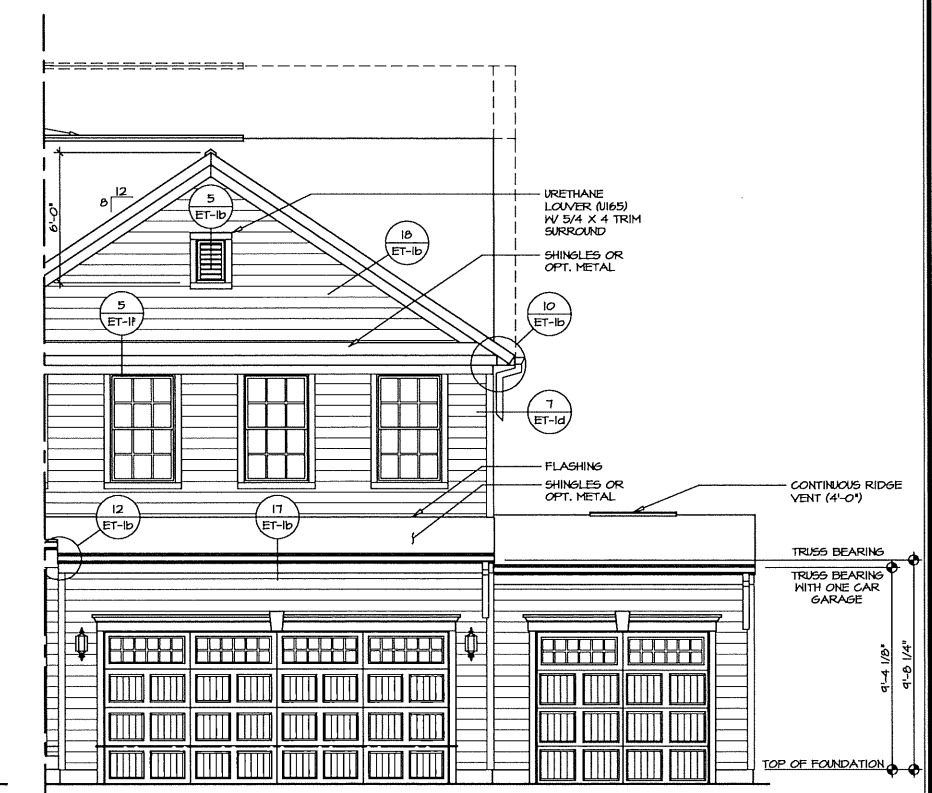 12
8
6'-0"
5
ET-1b
URETHANE
LOUVER (U165)
W/ 5/4 X 4 TRIM
SURROUND
18
ET-1b
SHINGLES OR
OPT. METAL
5
10
ET-1b
7
ET-1d
FLASHING
SHINGLES OR
OPT. METAL
CONTINUOUS RIDGE
VENT (4'-0")
12
ET-1b
17
ET-1b
TRUSS BEARING
TRUSS BEARING
WITH ONE CAR
GARAGE
9'-4 1/8"
9'-8 1/4"
TOP OF FOUNDATION